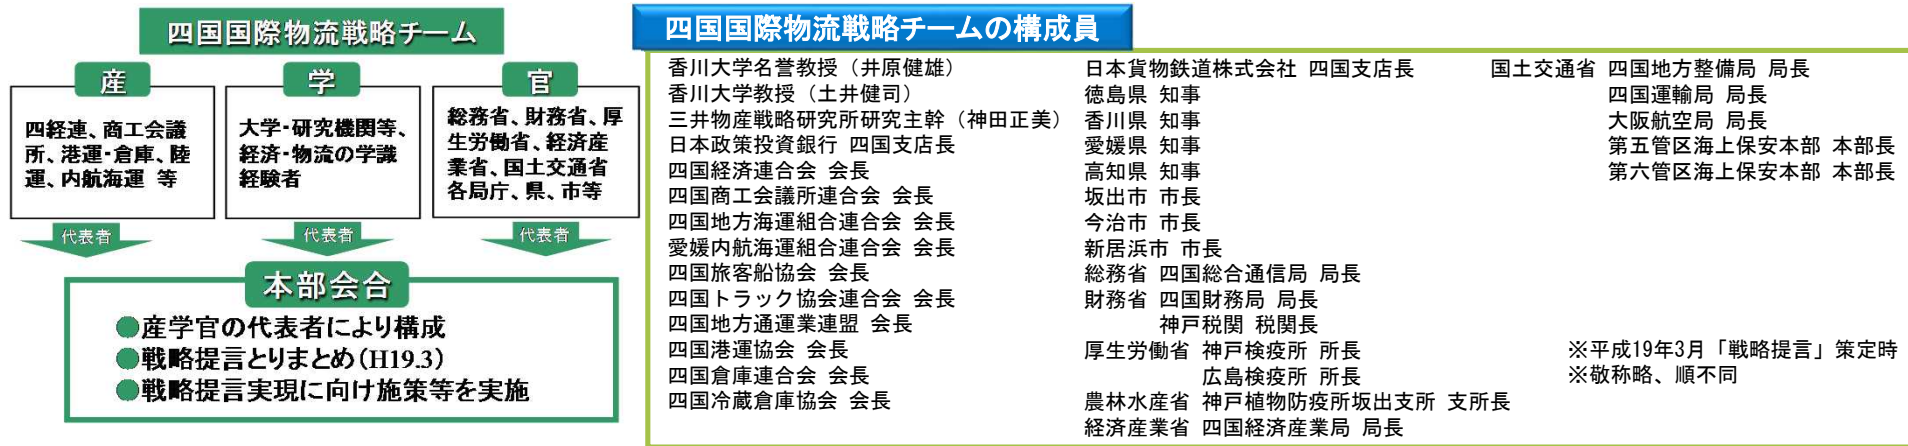 四国国際物流戦略チーム
産
四経連、商工会議
所、港運・倉庫、陸
運、内航海運 等
学
大学・研究機関等、
経済・物流の学識
経験者
官
総務省、財務省、厚
生労働省、経済産
業省、国土交通省
各局庁、県、市等
代表者
代表者
代表者
本部会合
●産学官の代表者により構成
●戦略提言とりまとめ(H19.3)
●戦略提言実現に向け施策等を実施
四国国際物流戦略チームの構成員
香川大学名誉教授(井原健雄)
香川大学教授(土井健司)
三井物産戦略研究所研究主幹(神田正美)
日本政策投資銀行 四国支店長
四国経済連合会 会長
四国商工会議所連合会 会長
四国地方海運組合連合会 会長
愛媛内航海運組合連合会 会長
四国旅客船協会 会長
四国トラック協会連合会 会長
四国地方通運業連盟 会長
四国港運協会 会長
四国倉庫連合会 会長
四国冷蔵倉庫協会 会長
日本貨物鉄道株式会社 四国支店長
徳島県 知事
香川県 知事
愛媛県 知事
高知県 知事
坂出市 市長
今治市 市長
新居浜市 市長
総務省 四国総合通信局 局長
財務省 四国財務局 局長
神戸税関 税関長
厚生労働省 神戸検疫所 所長
広島検疫所 所長
農林水産省 神戸植物防疫所坂出支所 支所長
経済産業省 四国経済産業局 局長
国土交通省 四国地方整備局 局長
四国運輸局 局長
大阪航空局 局長
第五管区海上保安本部 本部長
第六管区海上保安本部 本部長
※平成19年3月「戦略提言」策定時
※敬称略、順不同